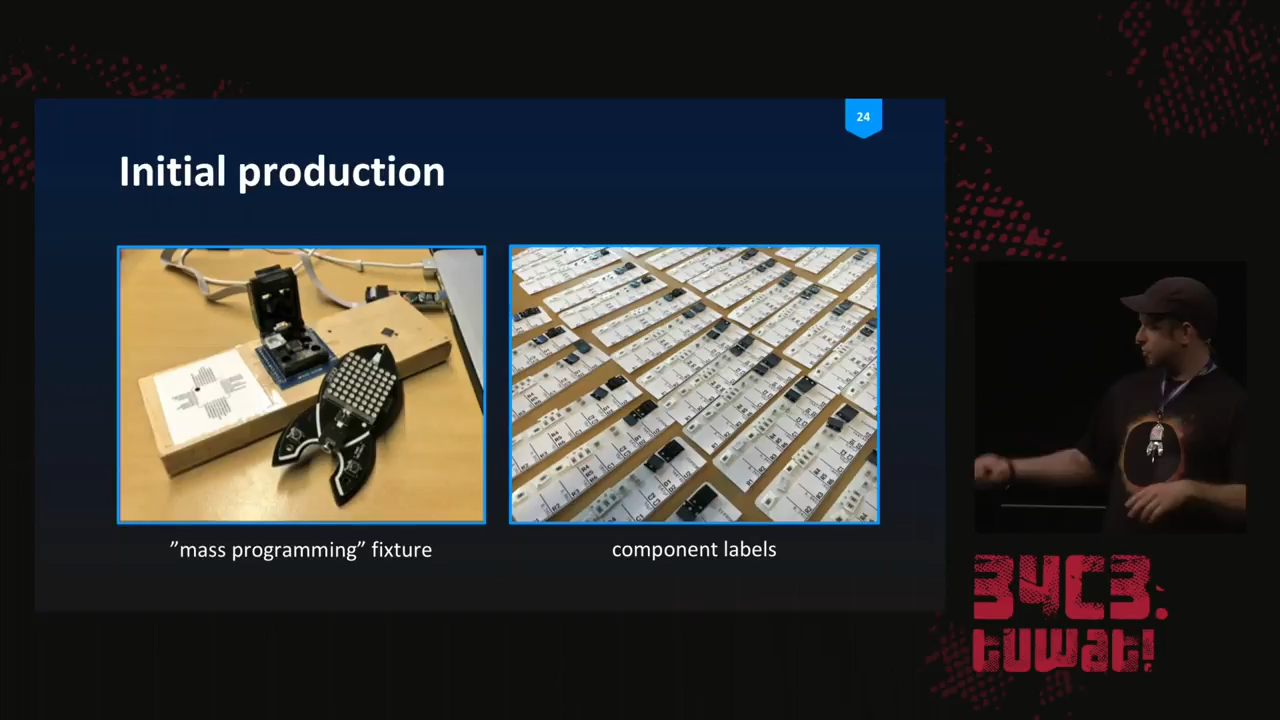 24
Initial production
”mass programming” fixture
component labels
34C3.
tuwat!